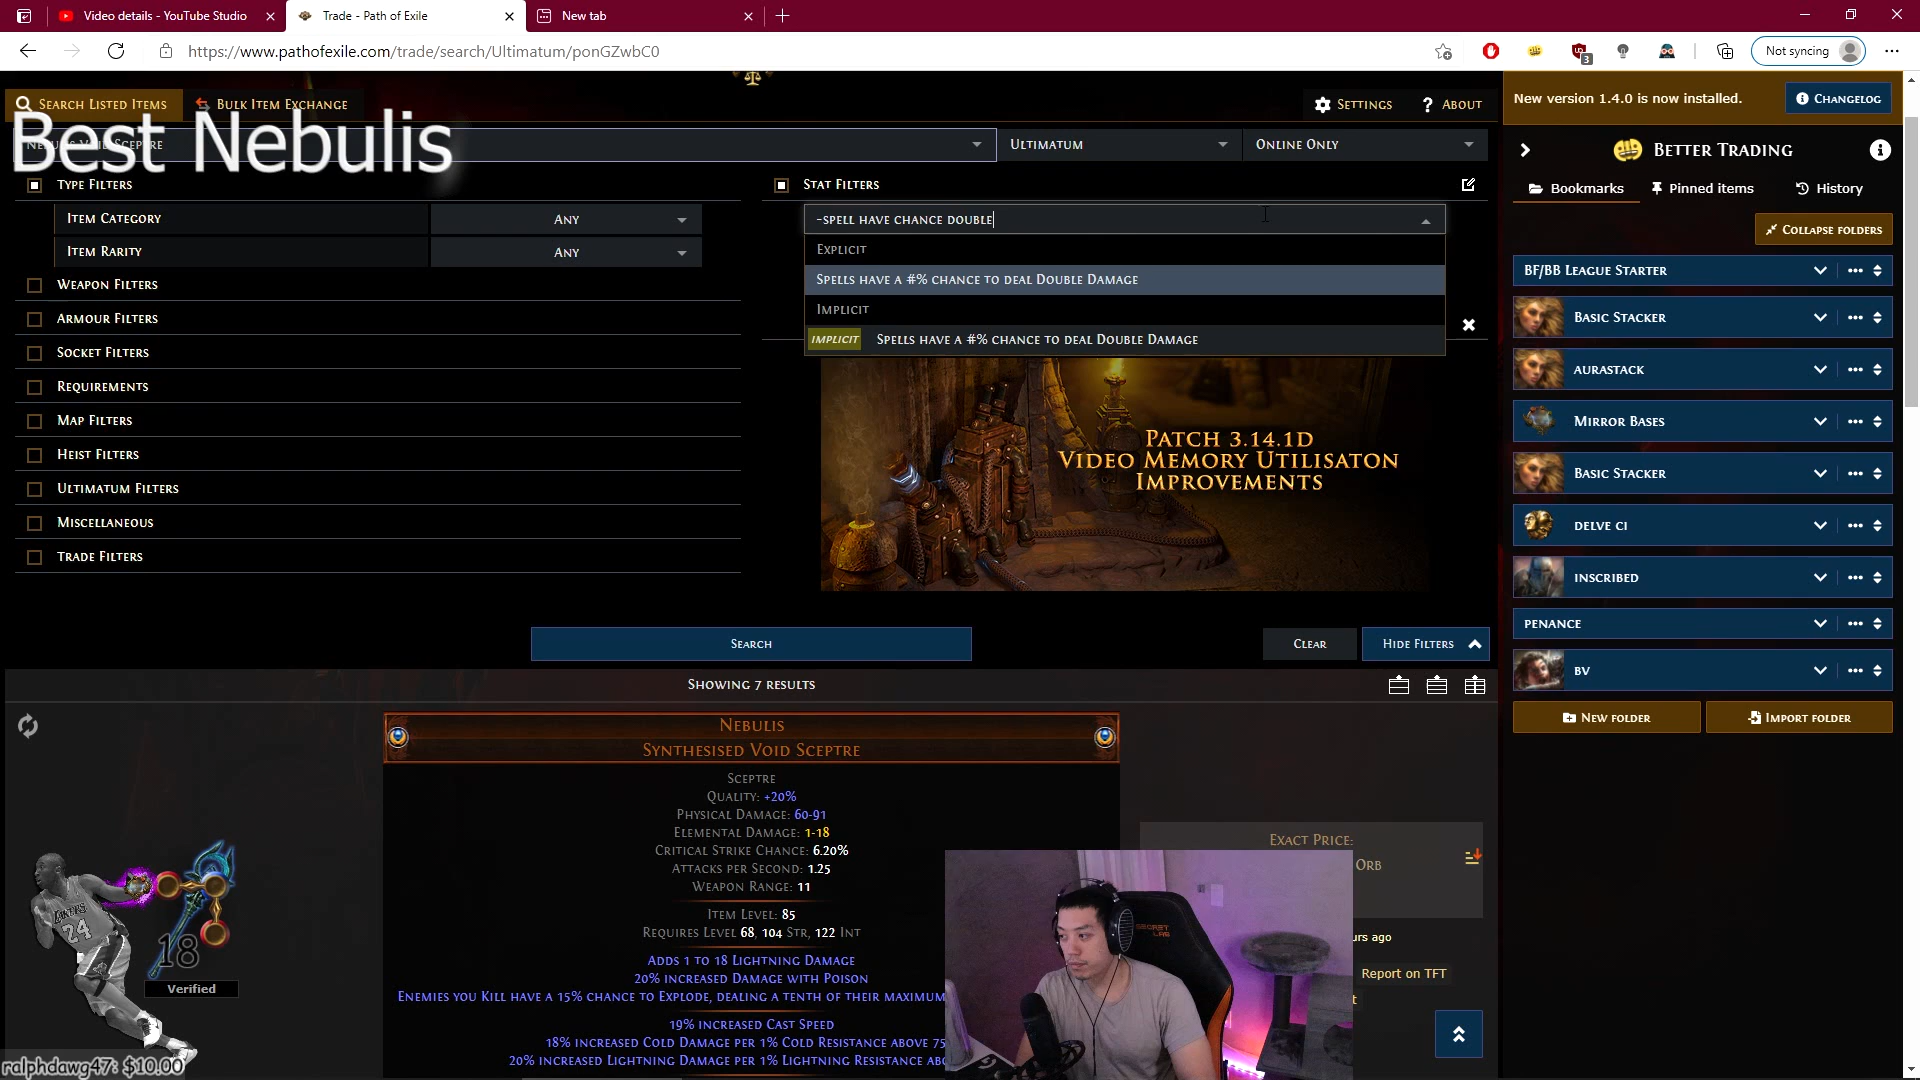 Video details - YouTube Studio
Trade - Path of Exile
New tab
https://www.pathofexile.com/trade/search/Ultimatum/ponGZwbC0
3
Not syncing
Search Listed Items
Bulk Item Exchange
Settings
? About
Best Nebulis
Ultimatum
Online Only
Type Filters
Item Category
Any
Item Rarity
Any
Weapon Filters
Armour Filters
Socket Filters
Requirements
Map Filters
Heist Filters
Ultimatum Filters
Miscellaneous
Trade Filters
Stat Filters
~spell have chance double
Explicit
Spells have a #% chance to deal Double Damage
Implicit
implicit Spells have a #% chance to deal Double Damage
Patch 3.14.1d
Video Memory Utilisaton
Improvements
Search
Clear
Hide Filters
Showing 7 results
Nebulis
Synthesised Void Sceptre
Sceptre
Quality: +20%
Physical Damage: 60-91
Elemental Damage: 1-18
Critical Strike Chance: 6.20%
Attacks per Second: 1.25
Weapon Range: 11
Item Level: 85
Requires Level 68, 104 Str, 122 Int
Adds 1 to 18 Lightning Damage
20% increased Damage with Poison
Enemies you Kill have a 15% chance to Explode, dealing a tenth of their maximum
19% increased Cast Speed
18% increased Cold Damage per 1% Cold Resistance above 75
20% increased Lightning Damage per 1% Lightning Resistance
Exact Price:
Orb
ago
Report on TFT
New version 1.4.0 is now installed.
Changelog
Better Trading
Bookmarks
Pinned items
History
Collapse folders
BF/BB League Starter
Basic Stacker
AURASTACK
Mirror Bases
Basic Stacker
DELVE CI
INSCRIBED
PENANCE
BV
New folder
Import folder
Lakers
24
18
Verified
SECRET LAB
ralphdawg47: $10.00